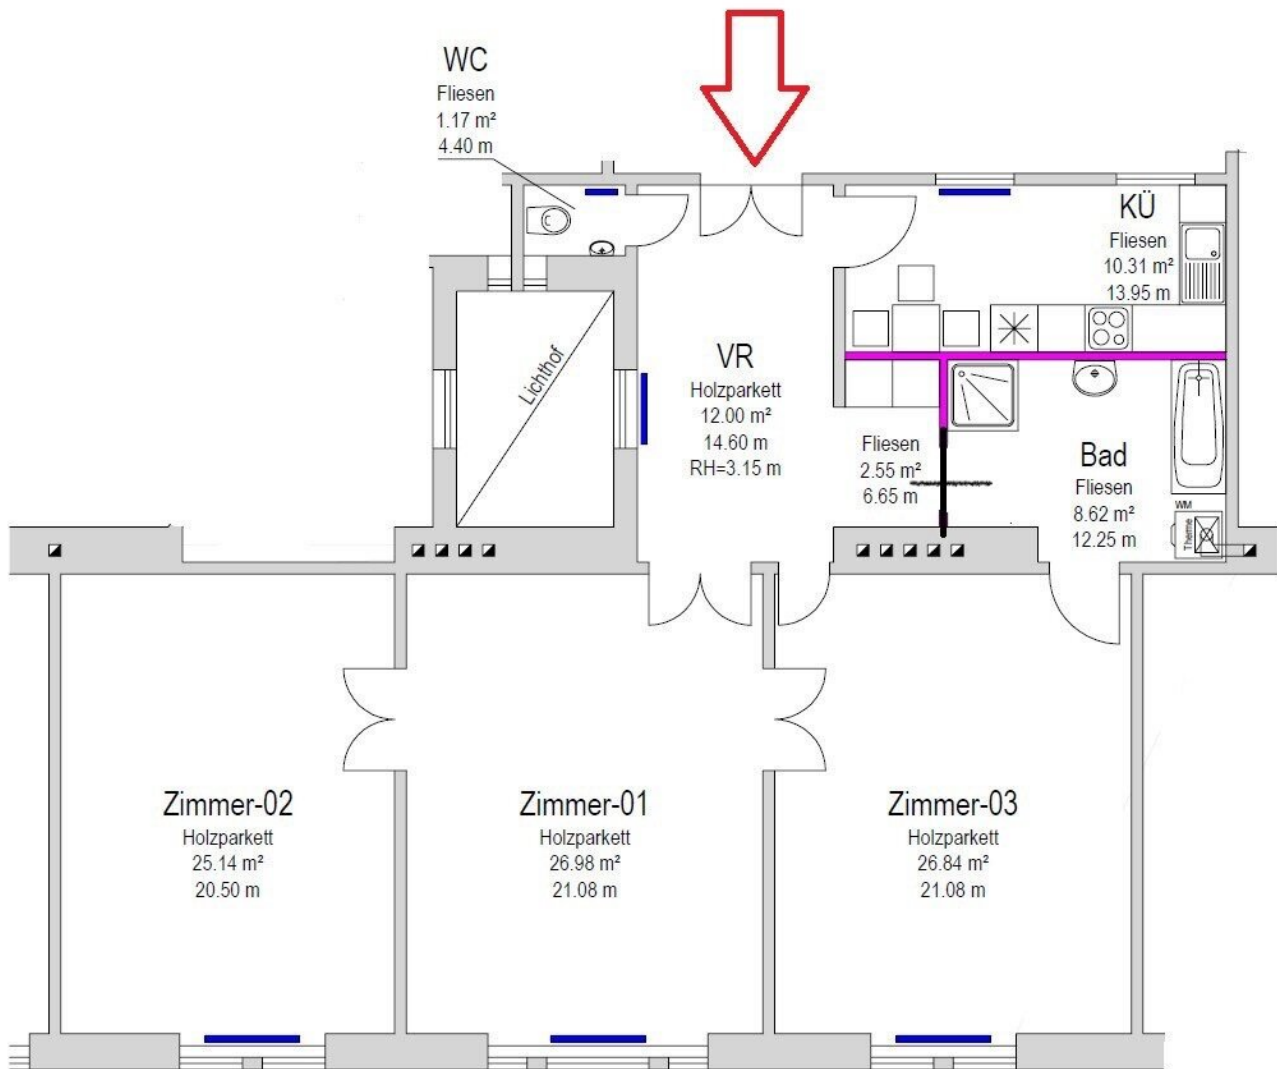 WC
Fliesen
1.17 m²
4.40 m
KÜ
Fliesen
10.31 m²
13.95 m
Lichthof
VR
Holzparkett
12.00 m²
14.60 m
RH=3.15 m
Fliesen
2.55 m²
6.65 m
Bad
Fliesen
8.62 m²
12.25 m
WM
Therme
Zimmer-02
Holzparkett
25.14 m²
20.50 m
Zimmer-01
Holzparkett
26.98 m²
21.08 m
Zimmer-03
Holzparkett
26.84 m²
21.08 m